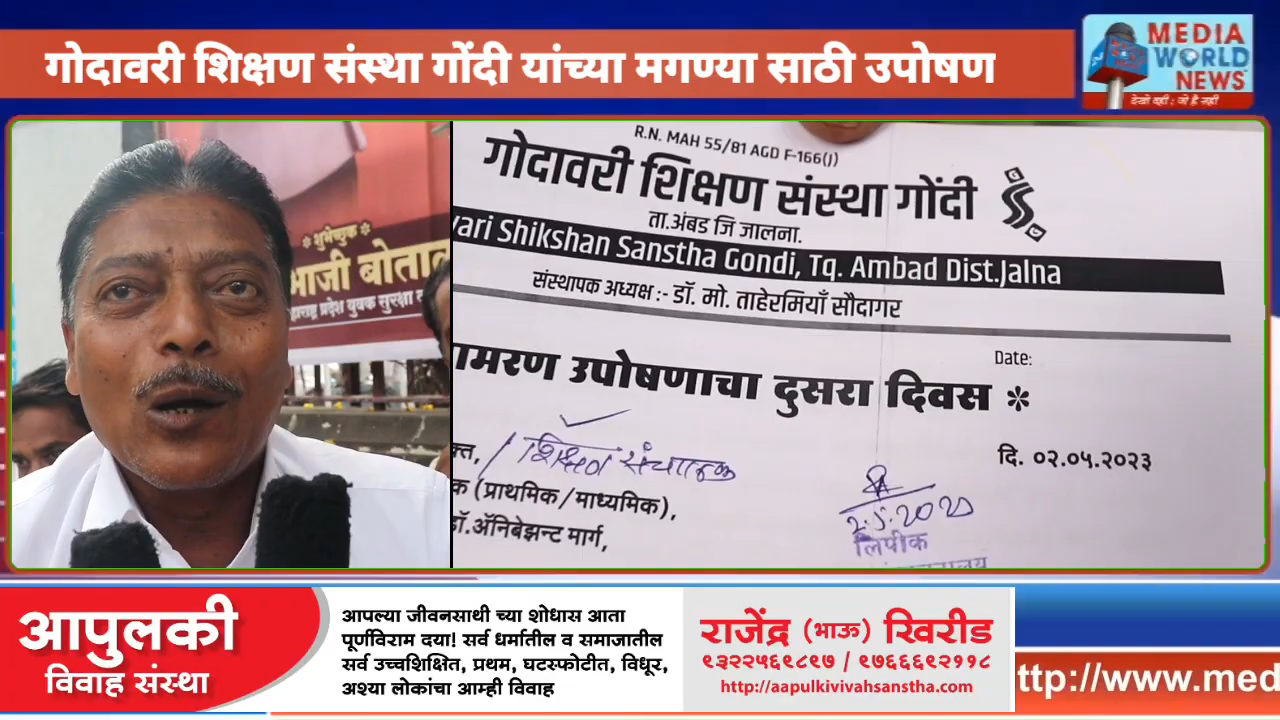 गोदावरी शिक्षण संस्था गोंदी यांच्या मगण्या साठी उपोषण
MEDIA
WORLD
NEWS
देखो वही : जो है सही
शुभेच्छुक
R.N. MAH 55/81 AGD F-166(J)
गोदावरी शिक्षण संस्था गोंदी
ता.अंबड जि जालना.
vari Shikshan Sanstha Gondi, Tq. Ambad Dist.Jalna
संस्थापक अध्यक्ष :- डॉ. मो. ताहेरमियाँ सौदागर
Date:
ामरण उपोषणाचा दुसरा दिवस *
दि. ०२.०५.२०२३
क्त, / शिक्षण संचालक
क (प्राथमिक/माध्यमिक),
डॉ.ॲनिबेझन्ट मार्ग,
लिपीक
आपुलकी
विवाह संस्था
आपल्या जीवनसाथी च्या शोधास आता
पूर्णविराम दया! सर्व धर्मातील व समाजातील
सर्व उच्चशिक्षित, प्रथम, घटस्फोटीत, विधूर,
अश्या लोकांचा आम्ही विवाह
राजेंद्र (भाऊ) खिरीड
९३२२५६९८९७ / ९७६६६९२११८
http://aapulkivivahsanstha.com
ttp://www.med